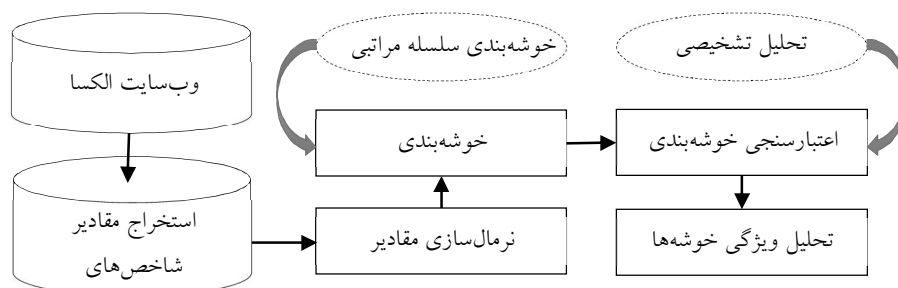 وب‌سایت الکسا
استخراج مقادیر
شاخص‌های
نرمال‌سازی مقادیر
خوشه‌بندی
خوشه‌بندی سلسله مراتبی
تحلیل تشخیصی
اعتبارسنجی خوشه‌بندی
تحلیل ویژگی خوشه‌ها